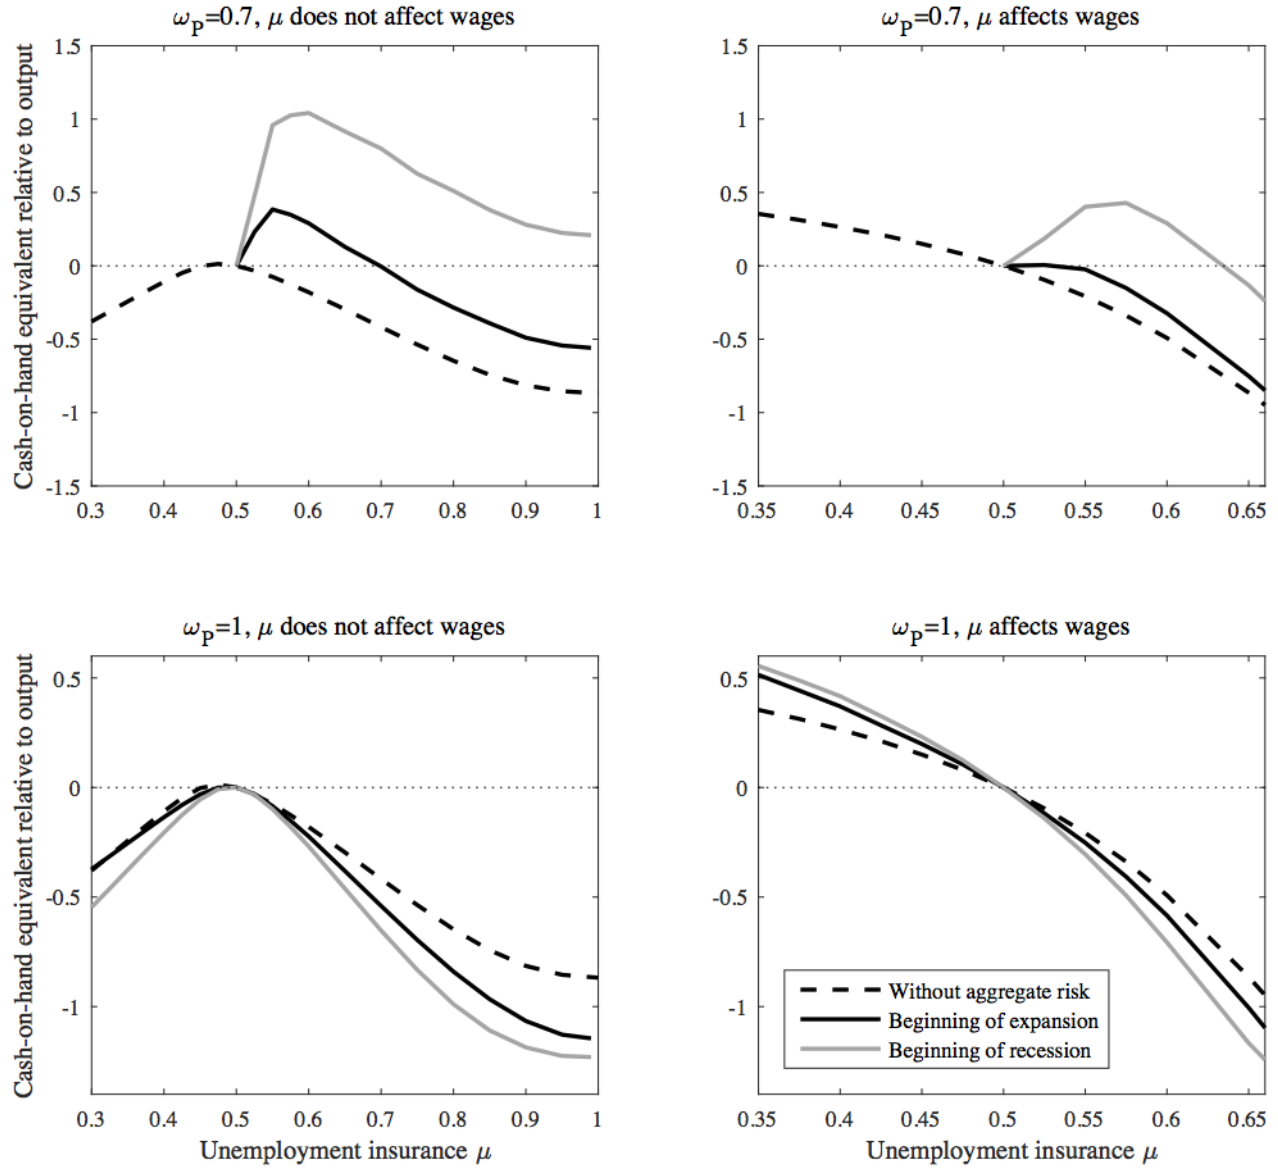 ω_P=0.7, μ does not affect wages
Cash-on-hand equivalent relative to output
1.5
1
0.5
0
-0.5
-1
-1.5
0.3 0.4 0.5 0.6 0.7 0.8 0.9 1
ω_P=0.7, μ affects wages
1.5
1
0.5
0
-0.5
-1
-1.5
0.35 0.4 0.45 0.5 0.55 0.6 0.65
ω_P=1, μ does not affect wages
Cash-on-hand equivalent relative to output
0.5
0
-0.5
-1
0.3 0.4 0.5 0.6 0.7 0.8 0.9 1
Unemployment insurance μ
ω_P=1, μ affects wages
0.5
0
-0.5
-1
Without aggregate risk
Beginning of expansion
Beginning of recession
0.35 0.4 0.45 0.5 0.55 0.6 0.65
Unemployment insurance μ